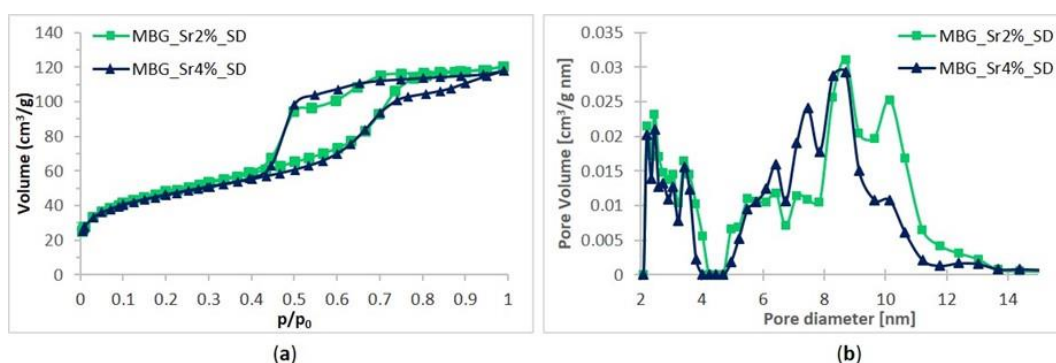 MBG_Sr2%_SD
MBG_Sr4%_SD
Volume (cm³/g)
140
120
100
80
60
40
20
0
0 0.1 0.2 0.3 0.4 0.5 0.6 0.7 0.8 0.9 1
p/p₀
(a)
MBG_Sr2%_SD
MBG_Sr4%_SD
Pore Volume [cm³/g nm]
0.035
0.03
0.025
0.02
0.015
0.01
0.005
0
2 4 6 8 10 12 14
Pore diameter [nm]
(b)